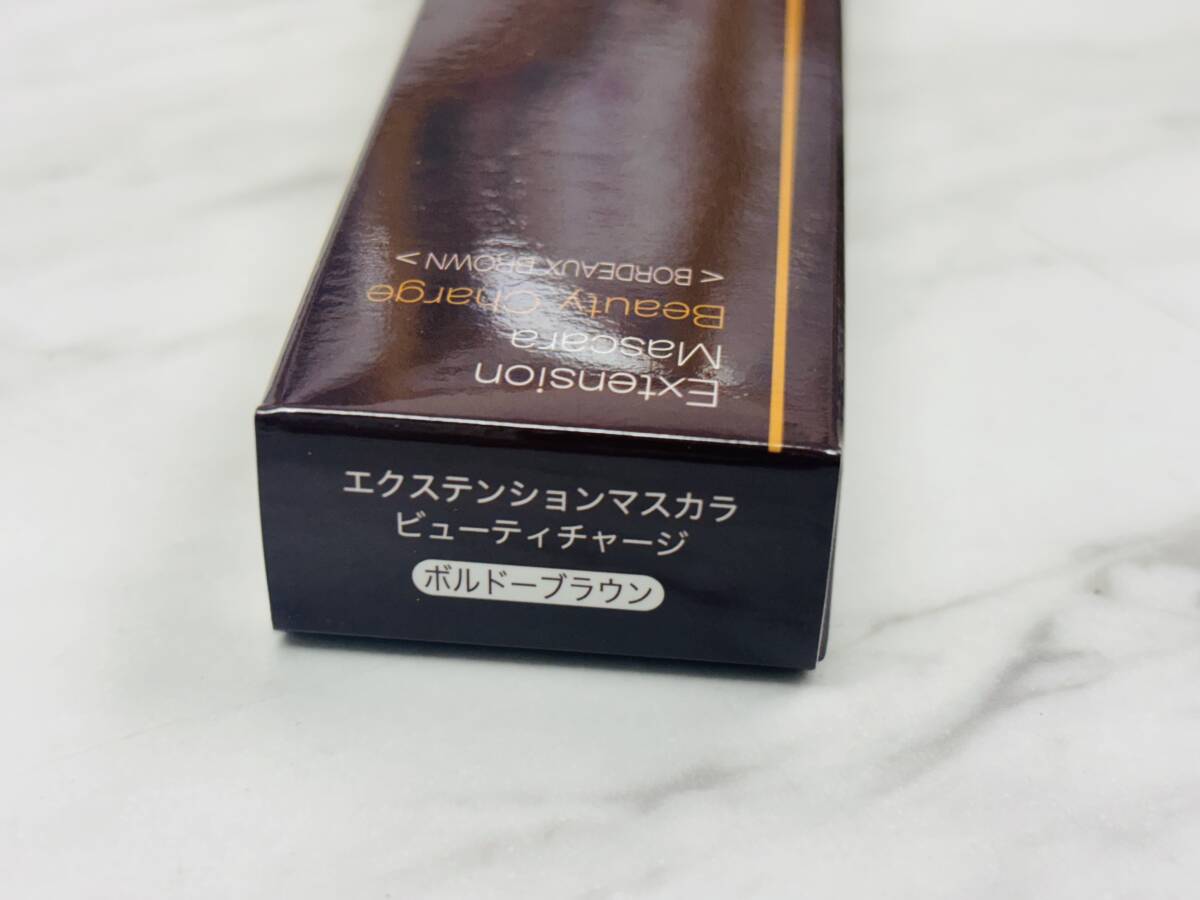 Extension
Mascara
Beauty Charge
< BORDEAUX BROWN >
エクステンションマスカラ
ビューティチャージ
ボルドーブラウン